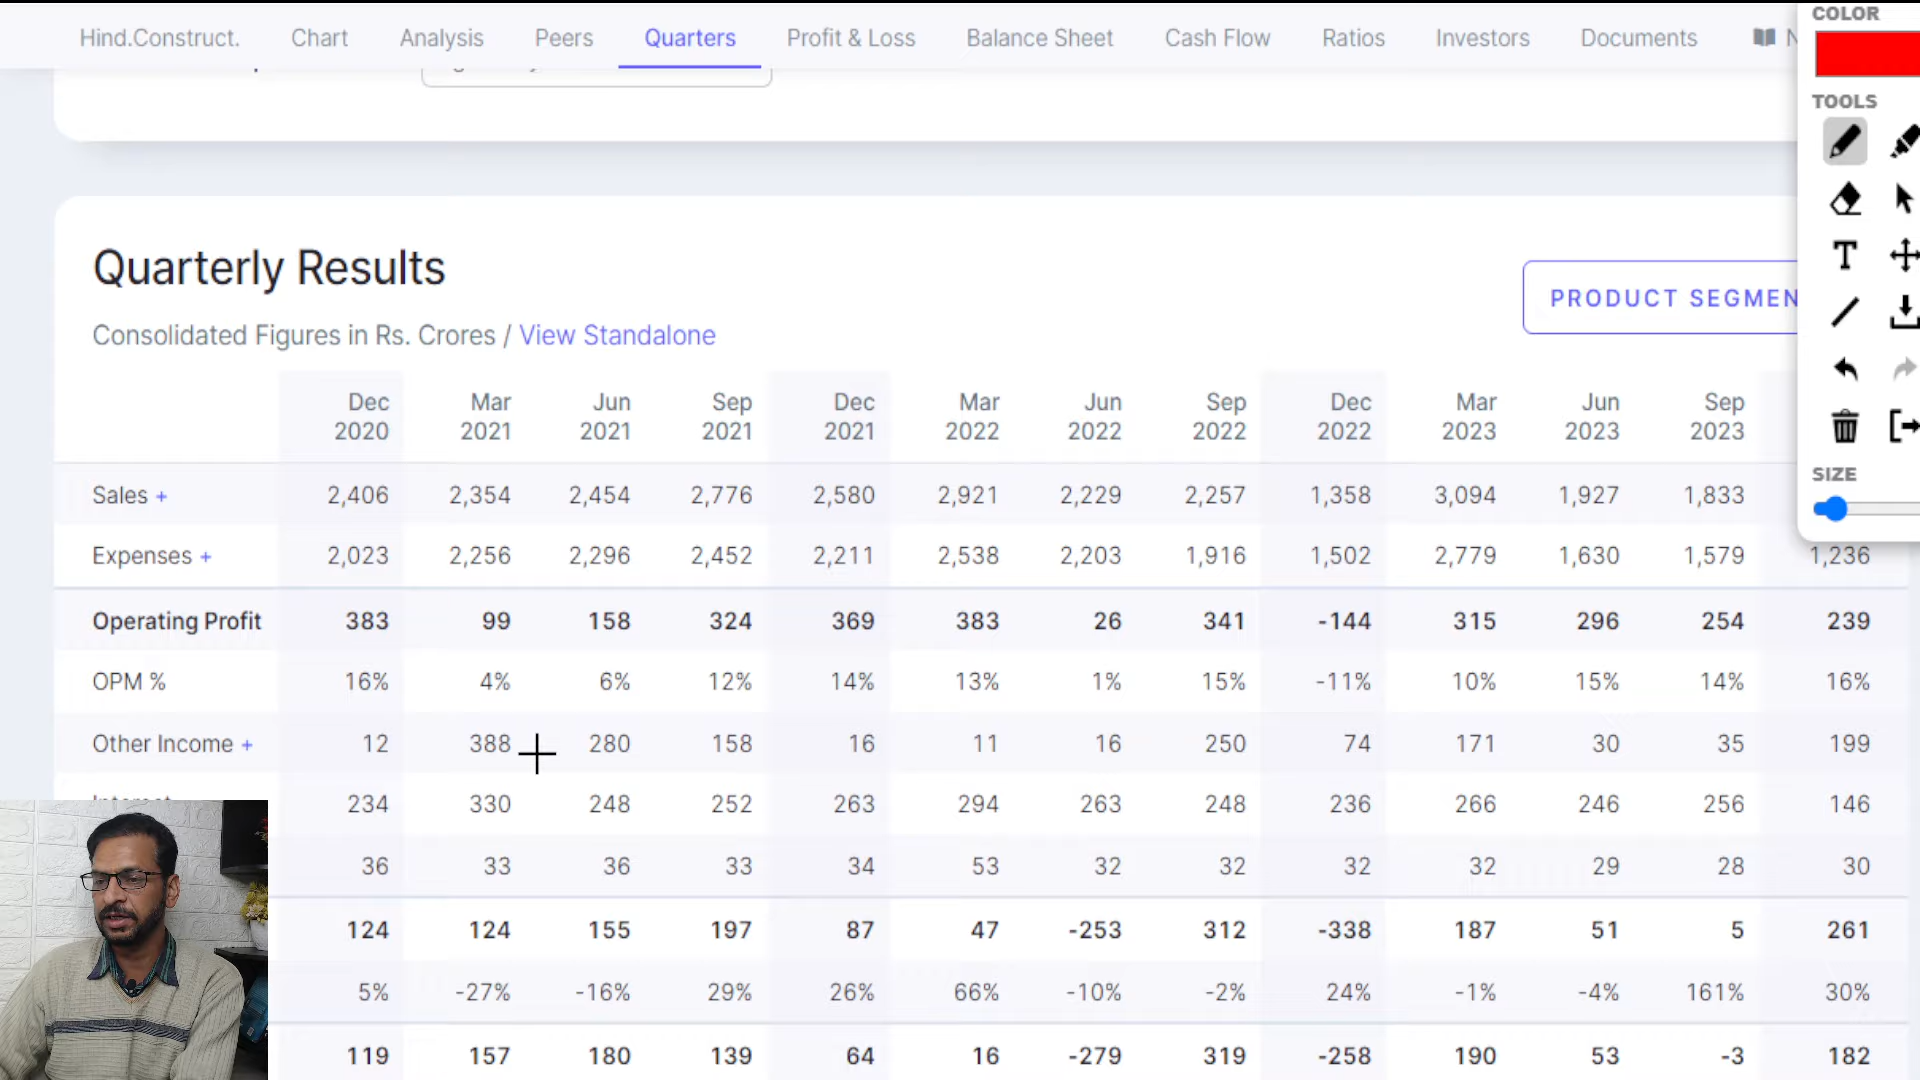 Hind.Construct. Chart Analysis Peers Quarters Profit & Loss Balance Sheet Cash Flow Ratios Investors Documents
COLOR
TOOLS
T
SIZE
Quarterly Results
PRODUCT SEGMEN
Consolidated Figures in Rs. Crores / View Standalone
Dec 2020 Mar 2021 Jun 2021 Sep 2021 Dec 2021 Mar 2022 Jun 2022 Sep 2022 Dec 2022 Mar 2023 Jun 2023 Sep 2023
Sales + 2,406 2,354 2,454 2,776 2,580 2,921 2,229 2,257 1,358 3,094 1,927 1,833
Expenses + 2,023 2,256 2,296 2,452 2,211 2,538 2,203 1,916 1,502 2,779 1,630 1,579 1,236
Operating Profit 383 99 158 324 369 383 26 341 -144 315 296 254 239
OPM % 16% 4% 6% 12% 14% 13% 1% 15% -11% 10% 15% 14% 16%
Other Income + 12 388 280 158 16 11 16 250 74 171 30 35 199
234 330 248 252 263 294 263 248 236 266 246 256 146
36 33 36 33 34 53 32 32 32 32 29 28 30
124 124 155 197 87 47 -253 312 -338 187 51 5 261
5% -27% -16% 29% 26% 66% -10% -2% 24% -1% -4% 161% 30%
119 157 180 139 64 16 -279 319 -258 190 53 -3 182